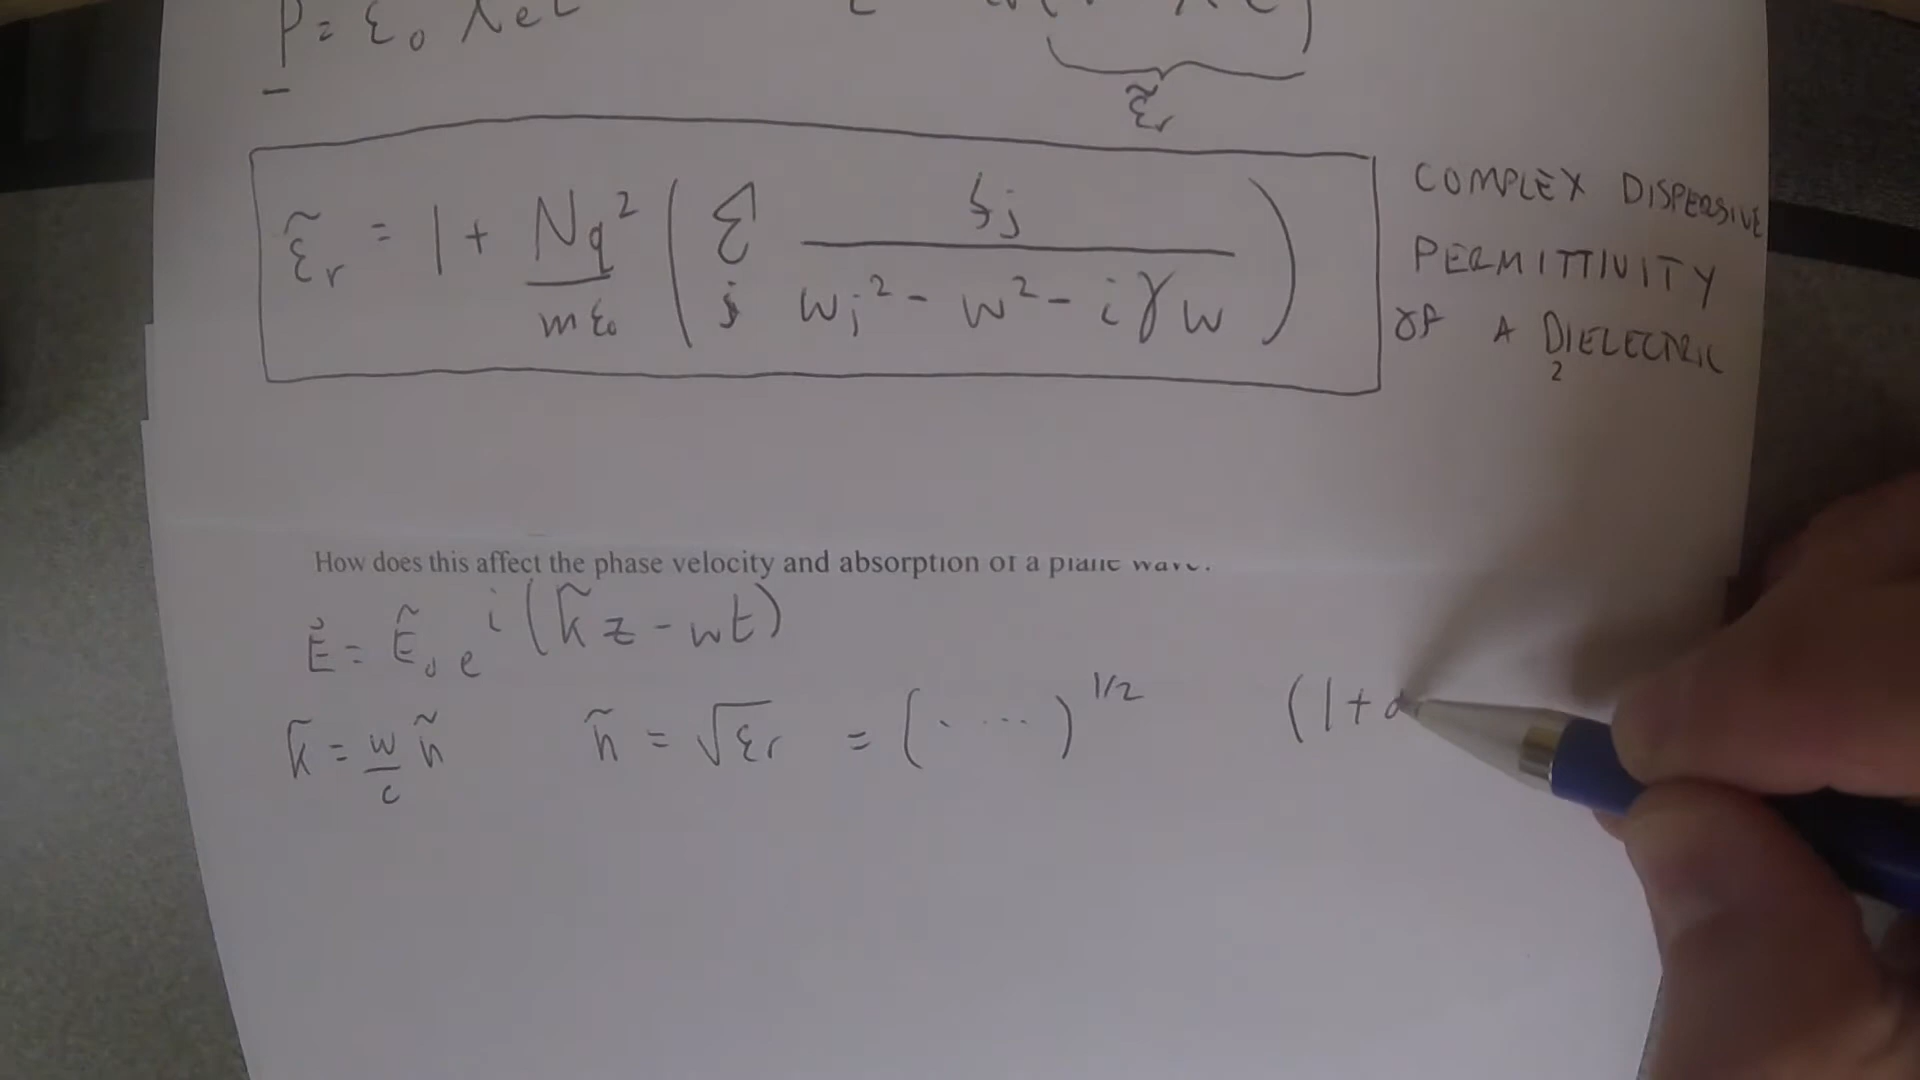 P = ε₀ χe E
ε̃r
ε̃r = 1 + Nq²/mε₀ ( Σj fj / (ωj² - ω² - iγω) )
COMPLEX DISPERSIVE
PERMITTIVITY
OF A DIELECTRIC
2
How does this affect the phase velocity and absorption of a plane wave.
Ẽ = Ẽ₀ e^i(k̃z - ωt)
k̃ = ω/c ñ   ñ = √εr = (.....)^1/2   (1+